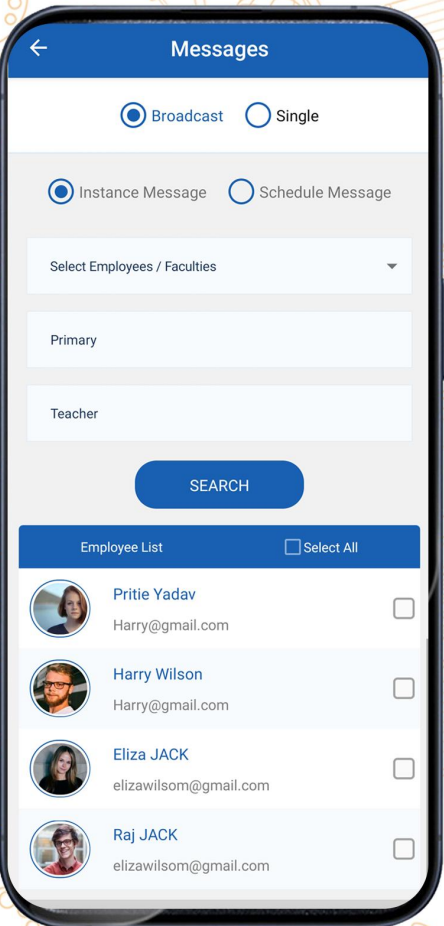 Messages
Broadcast Single
Instance Message Schedule Message
Select Employees / Faculties
Primary
Teacher
SEARCH
Employee List Select All
Pritie Yadav
Harry@gmail.com
Harry Wilson
Harry@gmail.com
Eliza JACK
elizawilsom@gmail.com
Raj JACK
elizawilsom@gmail.com